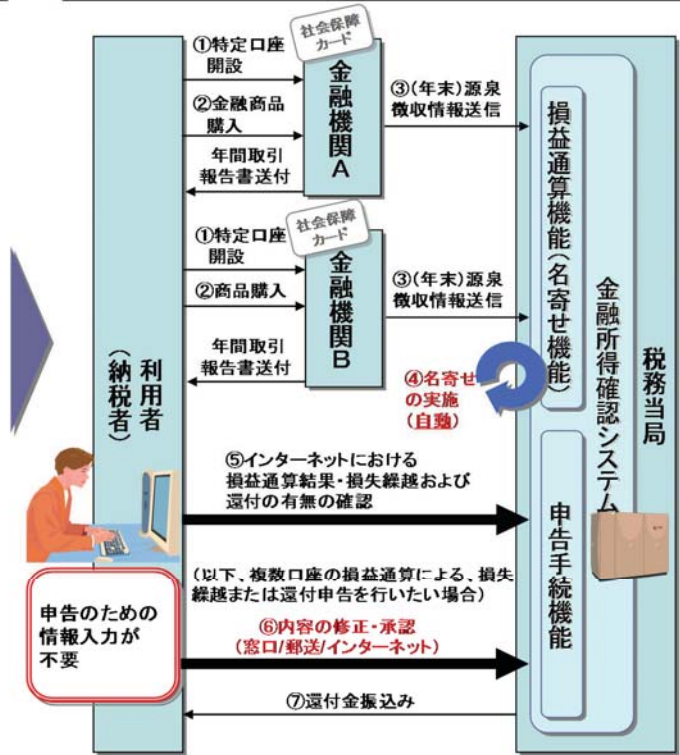 社会保障
カード
①特定口座
開設
②金融商品
購入
年間取引
報告書送付
金融機関A
③(年末)源泉
徴収情報送信
社会保障
カード
①特定口座
開設
②商品購入
年間取引
報告書送付
金融機関B
③(年末)源泉
徴収情報送信
④名寄せ
の実施
(自動)
利用者
(納税者)
損益通算機能(名寄せ機能)
金融所得確認システム
税務当局
⑤インターネットにおける
損益通算結果・損失繰越および
還付の有無の確認
申告手続機能
(以下、複数口座の損益通算による、損失
繰越または還付申告を行いたい場合)
申告のための
情報入力が
不要
⑥内容の修正・承認
(窓口/郵送/インターネット)
⑦還付金振込み